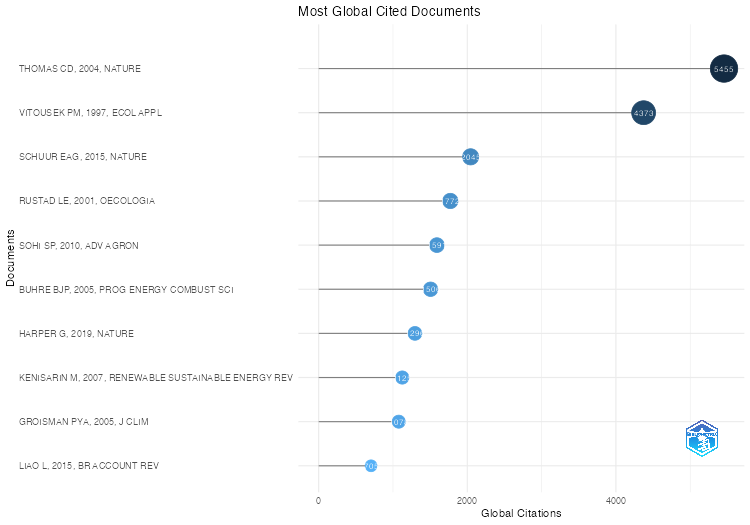 Most Global Cited Documents
Documents
THOMAS CD, 2004, NATURE
5455
VITOUSEK PM, 1997, ECOL APPL
4373
SCHUUR EAG, 2015, NATURE
RUSTAD LE, 2001, OECOLOGIA
SOHI SP, 2010, ADV AGRON
BUHRE BJP, 2005, PROG ENERGY COMBUST SCI
HARPER G, 2019, NATURE
KENISARIN M, 2007, RENEWABLE SUSTAINABLE ENERGY REV
GROISMAN PYA, 2005, J CLIM
LIAO L, 2015, BR ACCOUNT REV
0 2000 4000
Global Citations